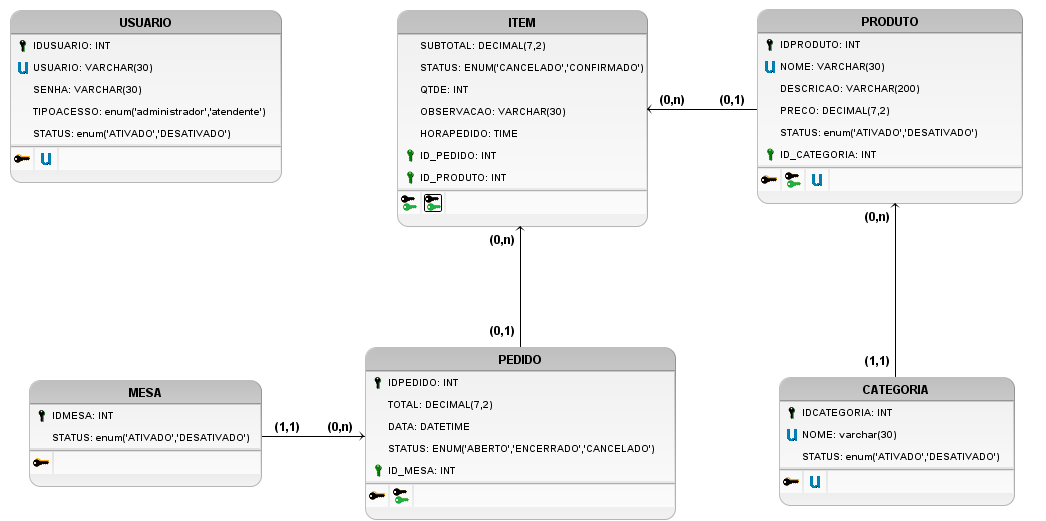 USUARIO
IDUSUARIO: INT
U USUARIO: VARCHAR(30)
SENHA: VARCHAR(30)
TIPOACESSO: enum('administrador','atendente')
STATUS: enum('ATIVADO','DESATIVADO')
U
ITEM
SUBTOTAL: DECIMAL(7,2)
STATUS: ENUM('CANCELADO','CONFIRMADO')
QTDE: INT
OBSERVACAO: VARCHAR(30)
HORAPEDIDO: TIME
ID_PEDIDO: INT
ID_PRODUTO: INT
(0,n) (0,1)
PRODUTO
IDPRODUTO: INT
U NOME: VARCHAR(30)
DESCRICAO: VARCHAR(200)
PRECO: DECIMAL(7,2)
STATUS: enum('ATIVADO','DESATIVADO')
ID_CATEGORIA: INT
U
(0,n)
(0,1)
(0,n)
(1,1)
MESA
IDMESA: INT
STATUS: enum('ATIVADO','DESATIVADO')
(1,1) (0,n)
PEDIDO
IDPEDIDO: INT
TOTAL: DECIMAL(7,2)
DATA: DATETIME
STATUS: ENUM('ABERTO','ENCERRADO','CANCELADO')
ID_MESA: INT
CATEGORIA
IDCATEGORIA: INT
U NOME: varchar(30)
STATUS: enum('ATIVADO','DESATIVADO')
U